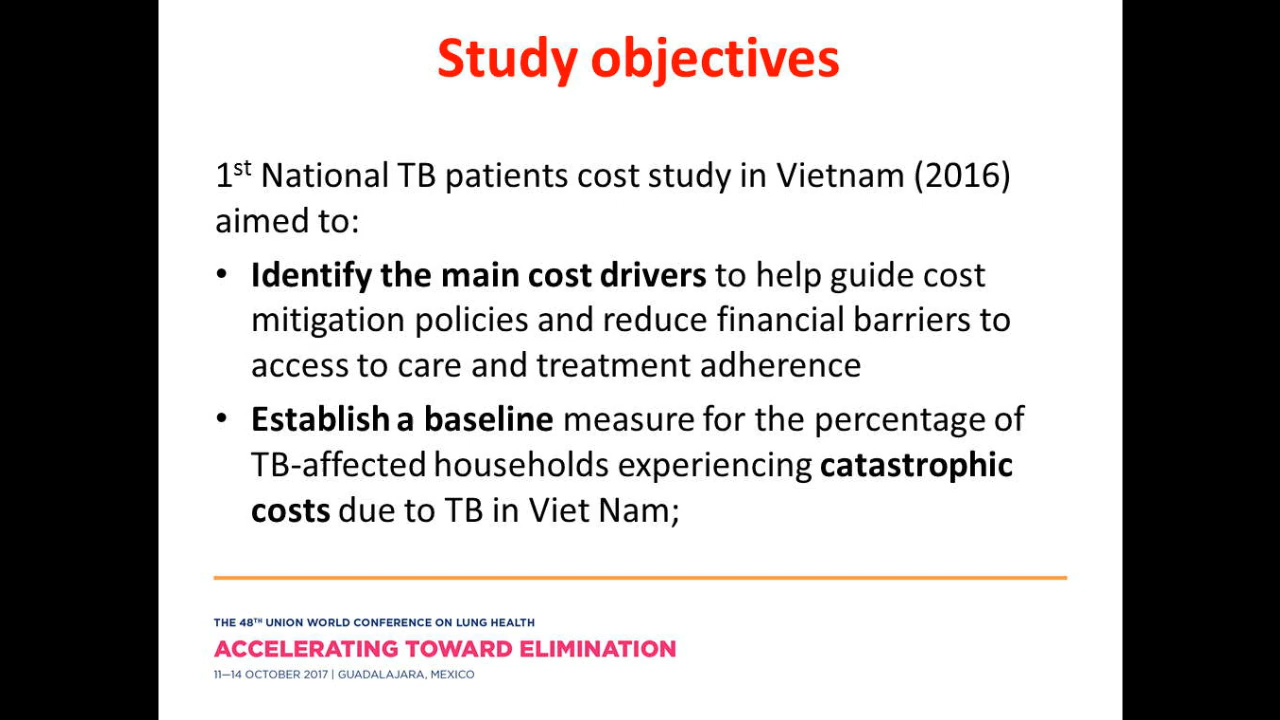 Study objectives
1st National TB patients cost study in Vietnam (2016)
aimed to:
• Identify the main cost drivers to help guide cost
mitigation policies and reduce financial barriers to
access to care and treatment adherence
• Establish a baseline measure for the percentage of
TB-affected households experiencing catastrophic
costs due to TB in Viet Nam;
THE 48TH UNION WORLD CONFERENCE ON LUNG HEALTH
ACCELERATING TOWARD ELIMINATION
11—14 OCTOBER 2017 | GUADALAJARA, MEXICO